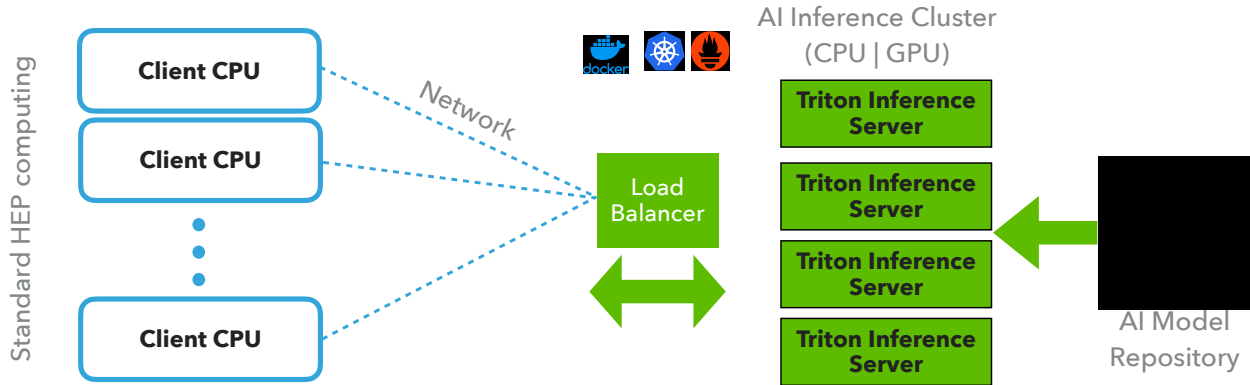 Standard HEP computing
Client CPU
Client CPU
Client CPU
Network
docker
Load
Balancer
AI Inference Cluster
(CPU | GPU)
Triton Inference
Server
Triton Inference
Server
Triton Inference
Server
Triton Inference
Server
AI Model
Repository